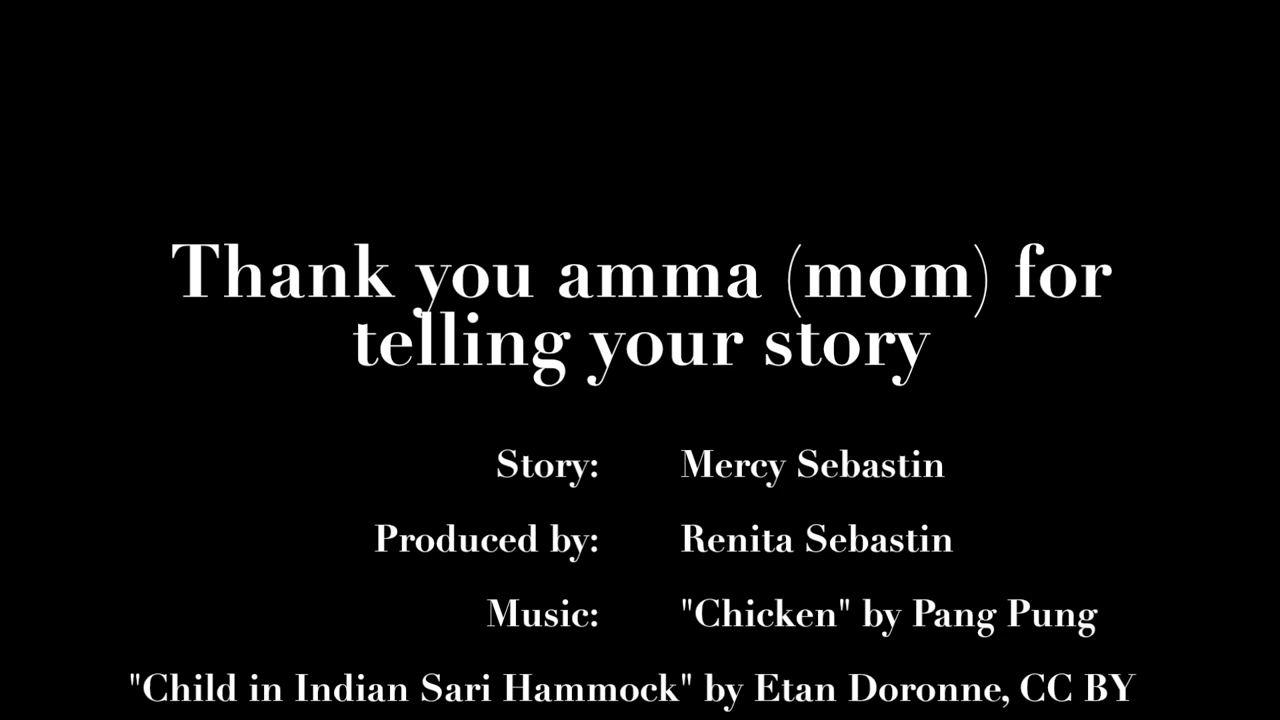 Thank you amma (mom) for
telling your story
Story: Mercy Sebastin
Produced by: Renita Sebastin
Music: "Chicken" by Pang Pung
"Child in Indian Sari Hammock" by Etan Doronne, CC BY